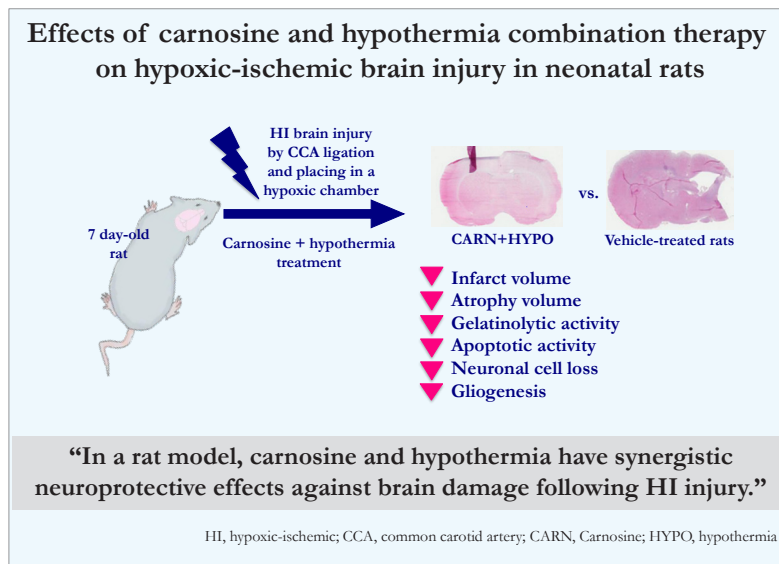 Effects of carnosine and hypothermia combination therapy
on hypoxic-ischemic brain injury in neonatal rats
HI brain injury
by CCA ligation
and placing in a
hypoxic chamber
7 day-old
rat
Carnosine + hypothermia
treatment
CARN+HYPO
vs.
Vehicle-treated rats
Infarct volume
Atrophy volume
Gelatinolytic activity
Apoptotic activity
Neuronal cell loss
Gliogenesis
“In a rat model, carnosine and hypothermia have synergistic
neuroprotective effects against brain damage following HI injury.”
HI, hypoxic-ischemic; CCA, common carotid artery; CARN, Carnosine; HYPO, hypothermia